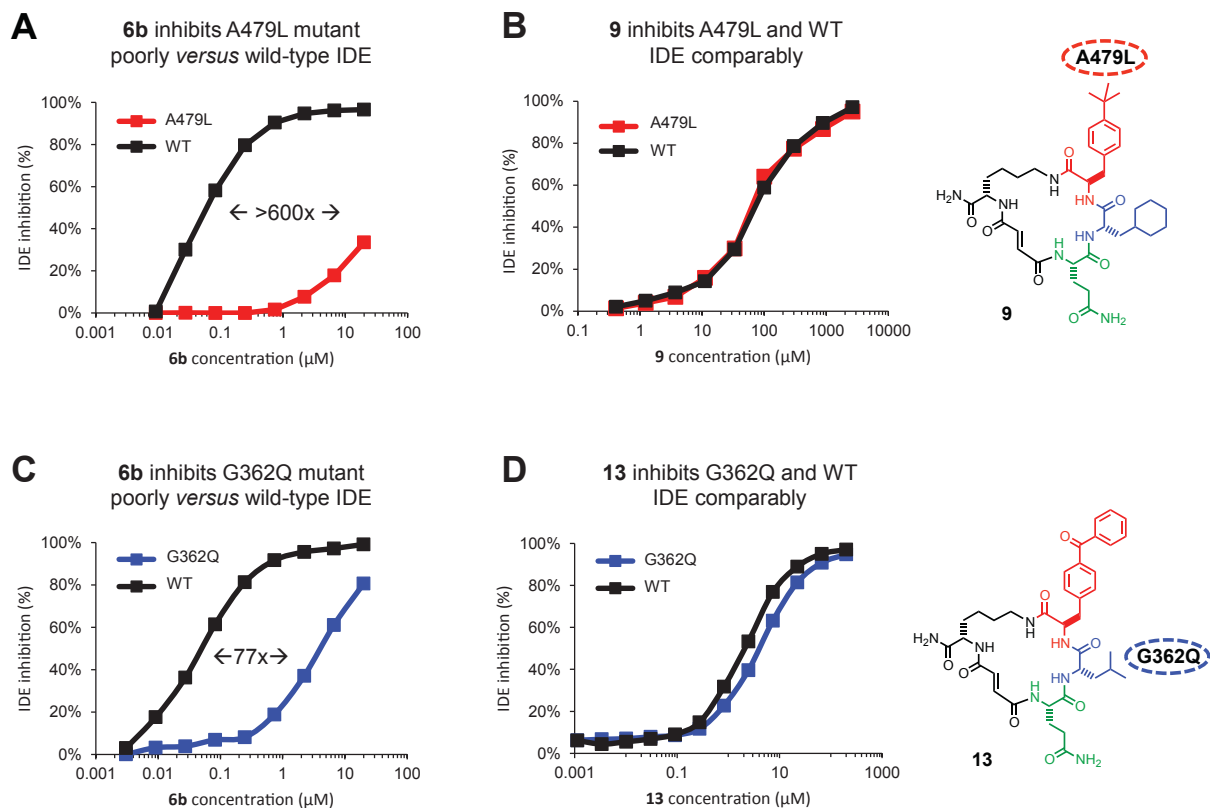 A
6b inhibits A479L mutant
poorly versus wild-type IDE
IDE inhibition (%)
100%
80%
60%
40%
20%
0%
A479L
WT
← >600x →
0.001
0.01
0.1
1
10
100
6b concentration (µM)
B
9 inhibits A479L and WT
IDE comparably
IDE inhibition (%)
100%
80%
60%
40%
20%
0%
A479L
WT
0.1
1
10
100
1000
10000
9 concentration (µM)
A479L
O
N
H
HN
O
H2N
O
NH
O
HN
O
H
N
O
O
O
NH2
9
C
6b inhibits G362Q mutant
poorly versus wild-type IDE
IDE inhibition (%)
100%
80%
60%
40%
20%
0%
G362Q
WT
←77x→
0.001
0.01
0.1
1
10
100
6b concentration (µM)
D
13 inhibits G362Q and WT
IDE comparably
IDE inhibition (%)
100%
80%
60%
40%
20%
0%
G362Q
WT
0.001
0.1
10
1000
13 concentration (µM)
O
O
N
H
HN
O
G362Q
H2N
O
NH
O
HN
O
H
N
O
O
O
NH2
13